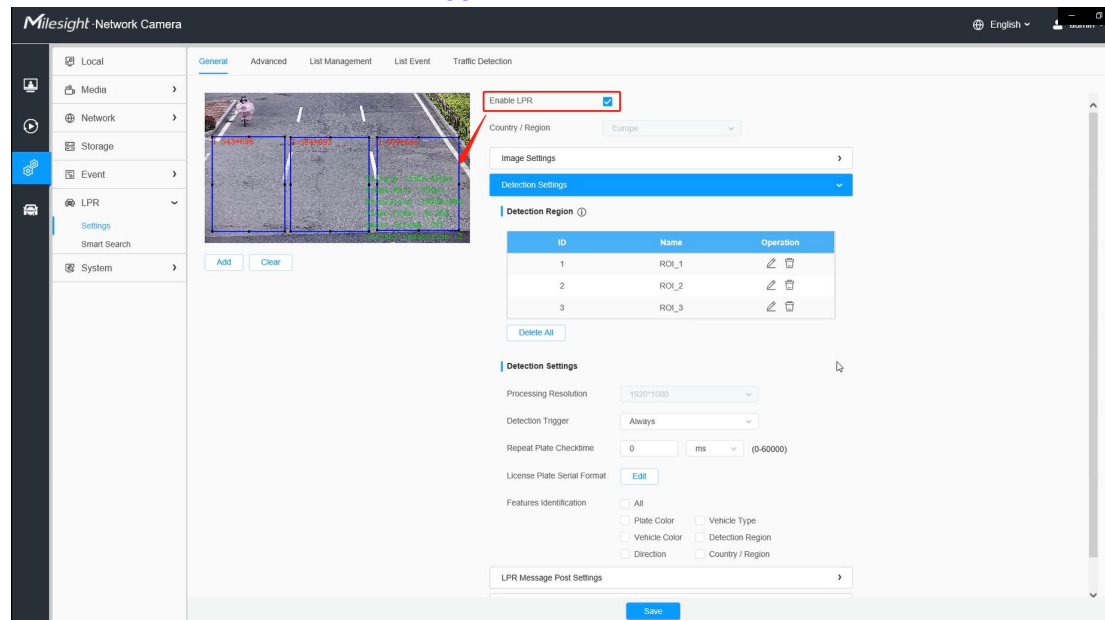 Milesight · Network Camera
English
admin
Local
Media
Network
Storage
Event
LPR
Settings
Smart Search
System
General Advanced List Management List Event Traffic Detection
Add Clear
Enable LPR
Country / Region Europe
Image Settings
Detection Settings
Detection Region
ID Name Operation
1 ROI_1
2 ROI_2
3 ROI_3
Delete All
Detection Settings
Processing Resolution 1920*1080
Detection Trigger Always
Repeat Plate Checktime 0 ms (0-60000)
License Plate Serial Format Edit
Features Identification All
Plate Color Vehicle Type
Vehicle Color Detection Region
Direction Country / Region
LPR Message Post Settings
Save